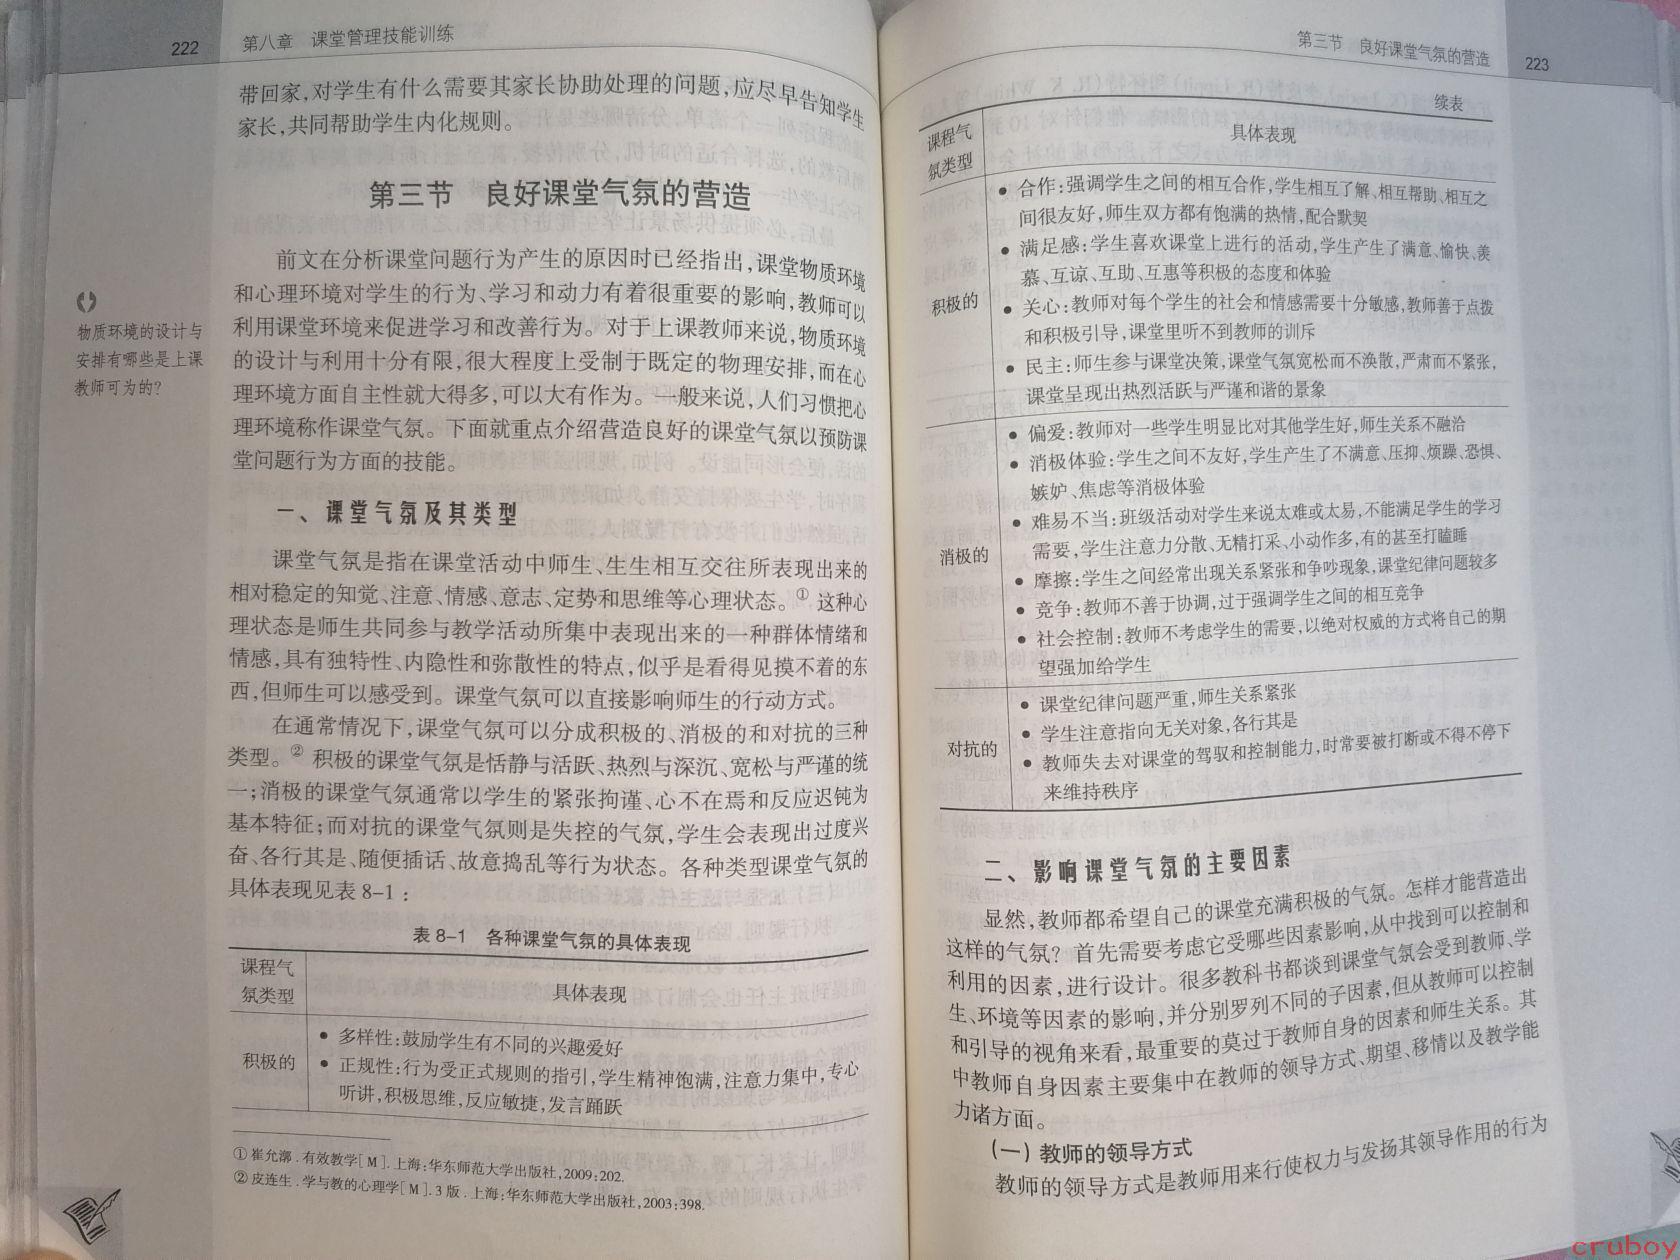 222 第八章 课堂管理技能训练
带回家,对学生有什么需要其家长协助处理的问题,应尽早告知学生
家长,共同帮助学生内化规则。
第三节 良好课堂气氛的营造
前文在分析课堂问题行为产生的原因时已经指出,课堂物质环境
和心理环境对学生的行为、学习和动力有着很重要的影响,教师可以
利用课堂环境来促进学习和改善行为。对于上课教师来说,物质环境
的设计与利用十分有限,很大程度上受制于既定的物理安排,而在心
理环境方面自主性就大得多,可以大有作为。一般来说,人们习惯把心
理环境称作课堂气氛。下面就重点介绍营造良好的课堂气氛以预防课
堂问题行为方面的技能。
物质环境的设计与
安排有哪些是上课
教师可为的?
一、课堂气氛及其类型
课堂气氛是指在课堂活动中师生、生生相互交往所表现出来的
相对稳定的知觉、注意、情感、意志、定势和思维等心理状态。① 这种心
理状态是师生共同参与教学活动所集中表现出来的一种群体情绪和
情感,具有独特性、内隐性和弥散性的特点,似乎是看得见摸不着的东
西,但师生可以感受到。课堂气氛可以直接影响师生的行动方式。
在通常情况下,课堂气氛可以分成积极的、消极的和对抗的三种
类型。② 积极的课堂气氛是恬静与活跃、热烈与深沉、宽松与严谨的统
一;消极的课堂气氛通常以学生的紧张拘谨、心不在焉和反应迟钝为
基本特征;而对抗的课堂气氛则是失控的气氛,学生会表现出过度兴
奋、各行其是、随便插话、故意捣乱等行为状态。各种类型课堂气氛的
具体表现见表 8-1:
表 8-1 各种课堂气氛的具体表现
课程气
氛类型
具体表现
积极的
● 多样性:鼓励学生有不同的兴趣爱好
● 正规性:行为受正式规则的指引,学生精神饱满,注意力集中,专心
听讲,积极思维,反应敏捷,发言踊跃
① 崔允漷.有效教学[M].上海:华东师范大学出版社,2009:202.
② 皮连生.学与教的心理学[M].3版.上海:华东师范大学出版社,2003:398.
第三节 良好课堂气氛的营造 223
续表
课程气
氛类型
具体表现
积极的
● 合作:强调学生之间的相互合作,学生相互了解、相互帮助、相互之
间很友好,师生双方都有饱满的热情,配合默契
● 满足感:学生喜欢课堂上进行的活动,学生产生了满意、愉快、羡
慕、互谅、互助、互惠等积极的态度和体验
● 关心:教师对每个学生的社会和情感需要十分敏感,教师善于点拨
和积极引导,课堂里听不到教师的训斥
● 民主:师生参与课堂决策,课堂气氛宽松而不涣散,严肃而不紧张,
课堂呈现出热烈活跃与严谨和谐的景象
消极的
● 偏爱:教师对一些学生明显比对其他学生好,师生关系不融洽
● 消极体验:学生之间不友好,学生产生了不满意、压抑、烦躁、恐惧、
嫉妒、焦虑等消极体验
● 难易不当:班级活动对学生来说太难或太易,不能满足学生的学习
需要,学生注意力分散、无精打采、小动作多,有的甚至打瞌睡
● 摩擦:学生之间经常出现关系紧张和争吵现象,课堂纪律问题较多
● 竞争:教师不善于协调,过于强调学生之间的相互竞争
● 社会控制:教师不考虑学生的需要,以绝对权威的方式将自己的期
望强加给学生
对抗的
● 课堂纪律问题严重,师生关系紧张
● 学生注意指向无关对象,各行其是
● 教师失去对课堂的驾驭和控制能力,时常要被打断或不得不停下
来维持秩序
二、影响课堂气氛的主要因素
显然,教师都希望自己的课堂充满积极的气氛。怎样才能营造出
这样的气氛? 首先需要考虑它受哪些因素影响,从中找到可以控制和
利用的因素,进行设计。很多教科书都谈到课堂气氛会受到教师、学
生、环境等因素的影响,并分别罗列不同的子因素,但从教师可以控制
和引导的视角来看,最重要的莫过于教师自身的因素和师生关系。其
中教师自身因素主要集中在教师的领导方式、期望、移情以及教学能
力诸方面。
(一) 教师的领导方式
教师的领导方式是教师用来行使权力与发扬其领导作用的行为
cruboy